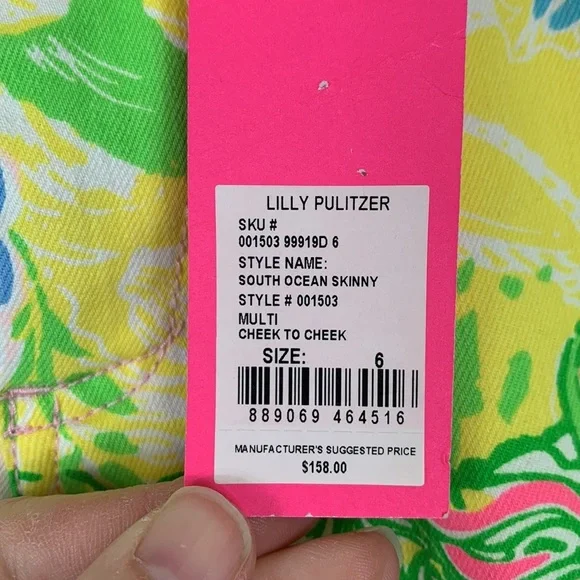 LILLY PULITZER
SKU #
001503 99919D 6
STYLE NAME:
SOUTH OCEAN SKINNY
STYLE # 001503
MULTI
CHEEK TO CHEEK
SIZE: 6
889069 464516
MANUFACTURER'S SUGGESTED PRICE
$158.00